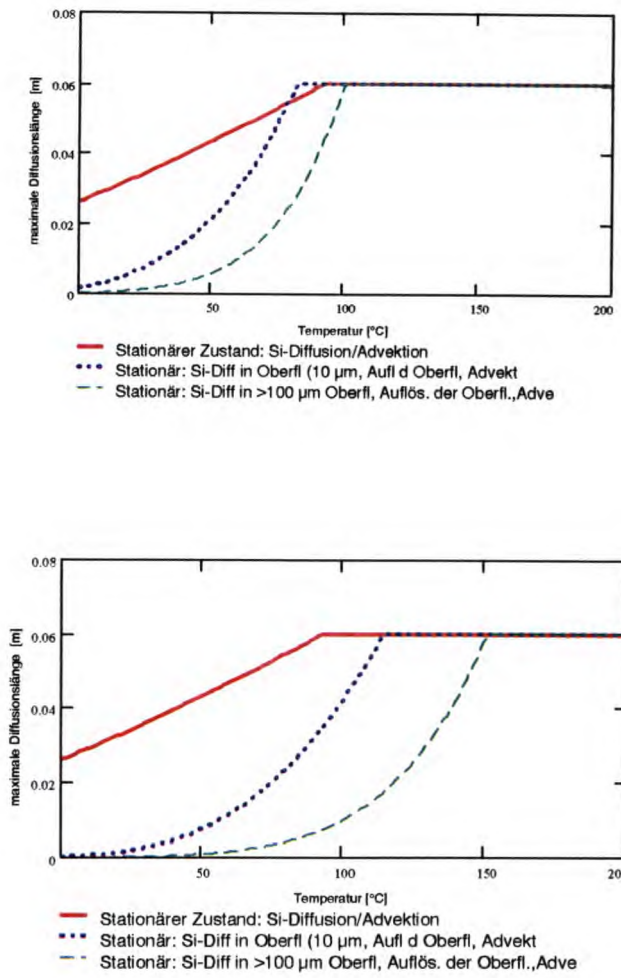 0.08
0.06
0.04
0.02
0
maximale Diffusionslänge [m]
50
100
150
200
Temperatur [°C]
Stationärer Zustand: Si-Diffusion/Advektion
Stationär: Si-Diff in Oberfl (10 µm, Aufl d Oberfl, Advekt
Stationär: Si-Diff in >100 µm Oberfl, Auflös. der Oberfl.,Adve
0.08
0.06
0.04
0.02
0
maximale Diffusionslänge [m]
50
100
150
200
Temperatur [°C]
Stationärer Zustand: Si-Diffusion/Advektion
Stationär: Si-Diff in Oberfl (10 µm, Aufl d Oberfl, Advekt
Stationär: Si-Diff in >100 µm Oberfl, Auflös. der Oberfl.,Adve